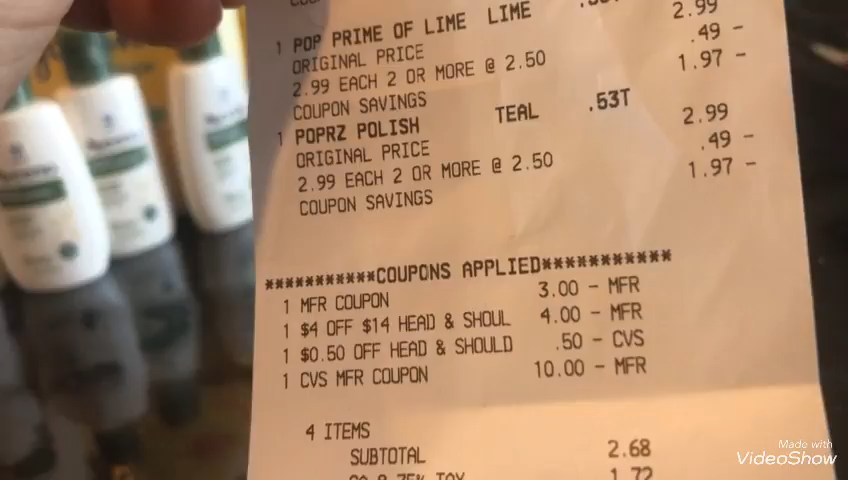 1 POP PRIME OF LIME LIME
2.99
ORIGINAL PRICE
.49 -
2.99 EACH 2 OR MORE @ 2.50
1.97 -
COUPON SAVINGS
1 POPRZ POLISH TEAL .53T
2.99
ORIGINAL PRICE
.49 -
2.99 EACH 2 OR MORE @ 2.50
1.97 -
COUPON SAVINGS
***********COUPONS APPLIED***********
1 MFR COUPON 3.00 - MFR
1 $4 OFF $14 HEAD & SHOUL 4.00 - MFR
1 $0.50 OFF HEAD & SHOULD .50 - CVS
1 CVS MFR COUPON 10.00 - MFR
4 ITEMS
SUBTOTAL 2.68
TAX 1.72
Made with
VideoShow